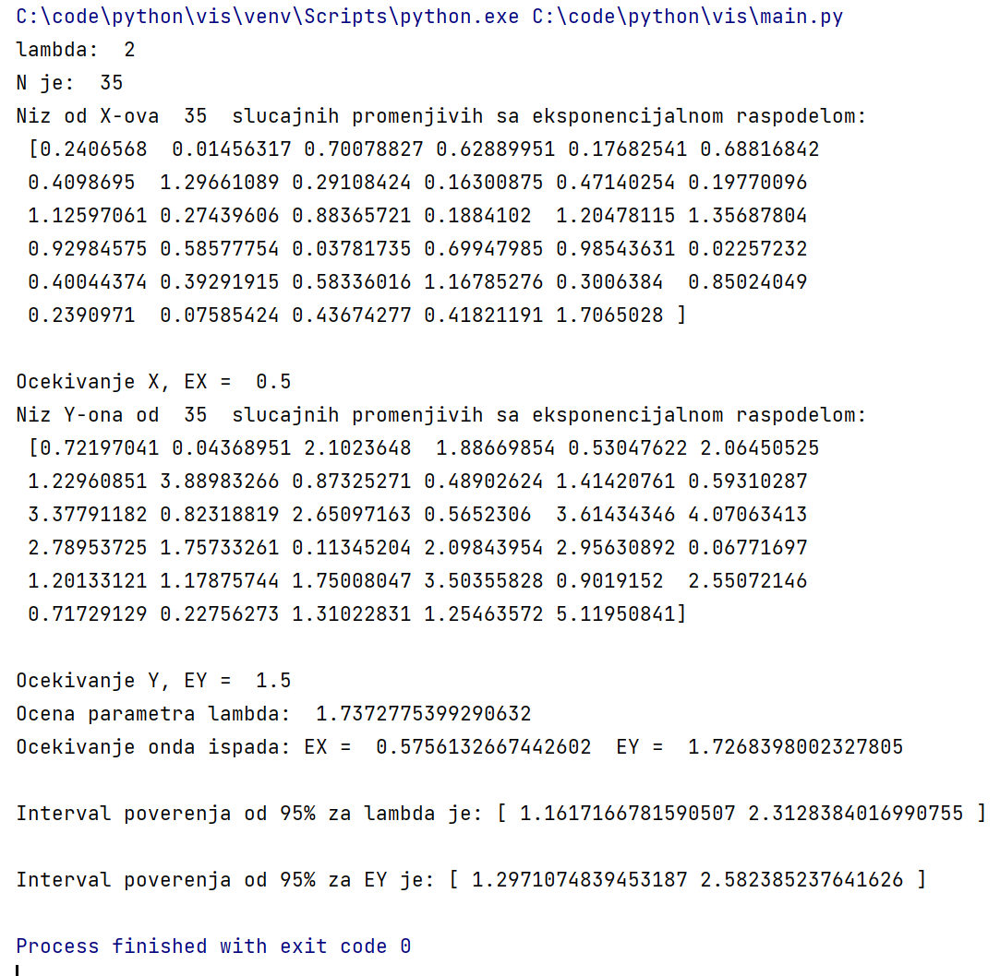 C:\code\python\vis\venv\Scripts\python.exe C:\code\python\vis\main.py
lambda:  2
N je:  35
Niz od X-ova  35  slucajnih promenjivih sa eksponencijalnom raspodelom:
 [0.2406568  0.01456317 0.70078827 0.62889951 0.17682541 0.68816842
 0.4098695  1.29661089 0.29108424 0.16300875 0.47140254 0.19770096
 1.12597061 0.27439606 0.88365721 0.1884102  1.20478115 1.35687804
 0.92984575 0.58577754 0.03781735 0.69947985 0.98543631 0.02257232
 0.40044374 0.39291915 0.58336016 1.16785276 0.3006384  0.85024049
 0.2390971  0.07585424 0.43674277 0.41821191 1.7065028 ]
Ocekivanje X, EX =  0.5
Niz Y-ona od  35  slucajnih promenjivih sa eksponencijalnom raspodelom:
 [0.72197041 0.04368951 2.1023648  1.88669854 0.53047622 2.06450525
 1.22960851 3.88983266 0.87325271 0.48902624 1.41420761 0.59310287
 3.37791182 0.82318819 2.65097163 0.5652306  3.61434346 4.07063413
 2.78953725 1.75733261 0.11345204 2.09843954 2.95630892 0.06771697
 1.20133121 1.17875744 1.75008047 3.50355828 0.9019152  2.55072146
 0.71729129 0.22756273 1.31022831 1.25463572 5.11950841]
Ocekivanje Y, EY =  1.5
Ocena parametra lambda:  1.7372775399290632
Ocekivanje onda ispada: EX =  0.5756132667442602  EY =  1.7268398002327805
Interval poverenja od 95% za lambda je: [ 1.1617166781590507 2.3128384016990755 ]
Interval poverenja od 95% za EY je: [ 1.2971074839453187 2.582385237641626 ]
Process finished with exit code 0